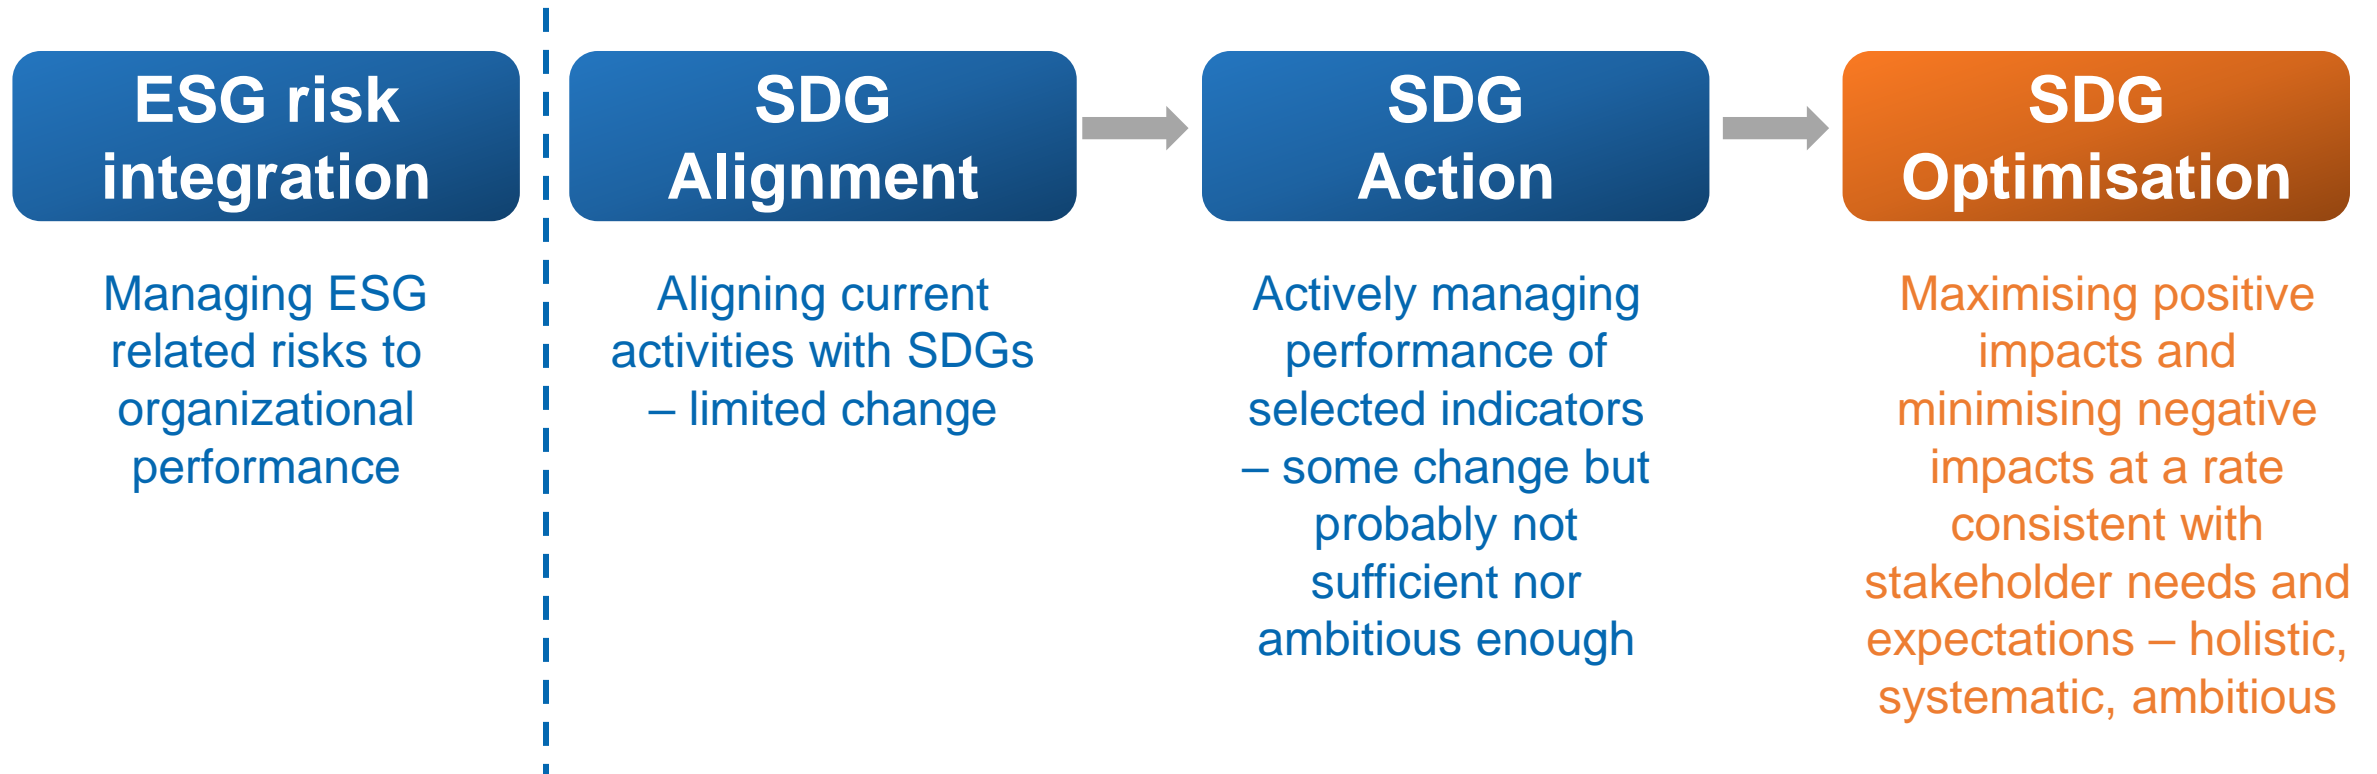 ESG risk
integration
Managing ESG
related risks to
organizational
performance
SDG
Alignment
Aligning current
activities with SDGs
– limited change
SDG
Action
Actively managing
performance of
selected indicators
– some change but
probably not
sufficient nor
ambitious enough
SDG
Optimisation
Maximising positive
impacts and
minimising negative
impacts at a rate
consistent with
stakeholder needs and
expectations – holistic,
systematic, ambitious